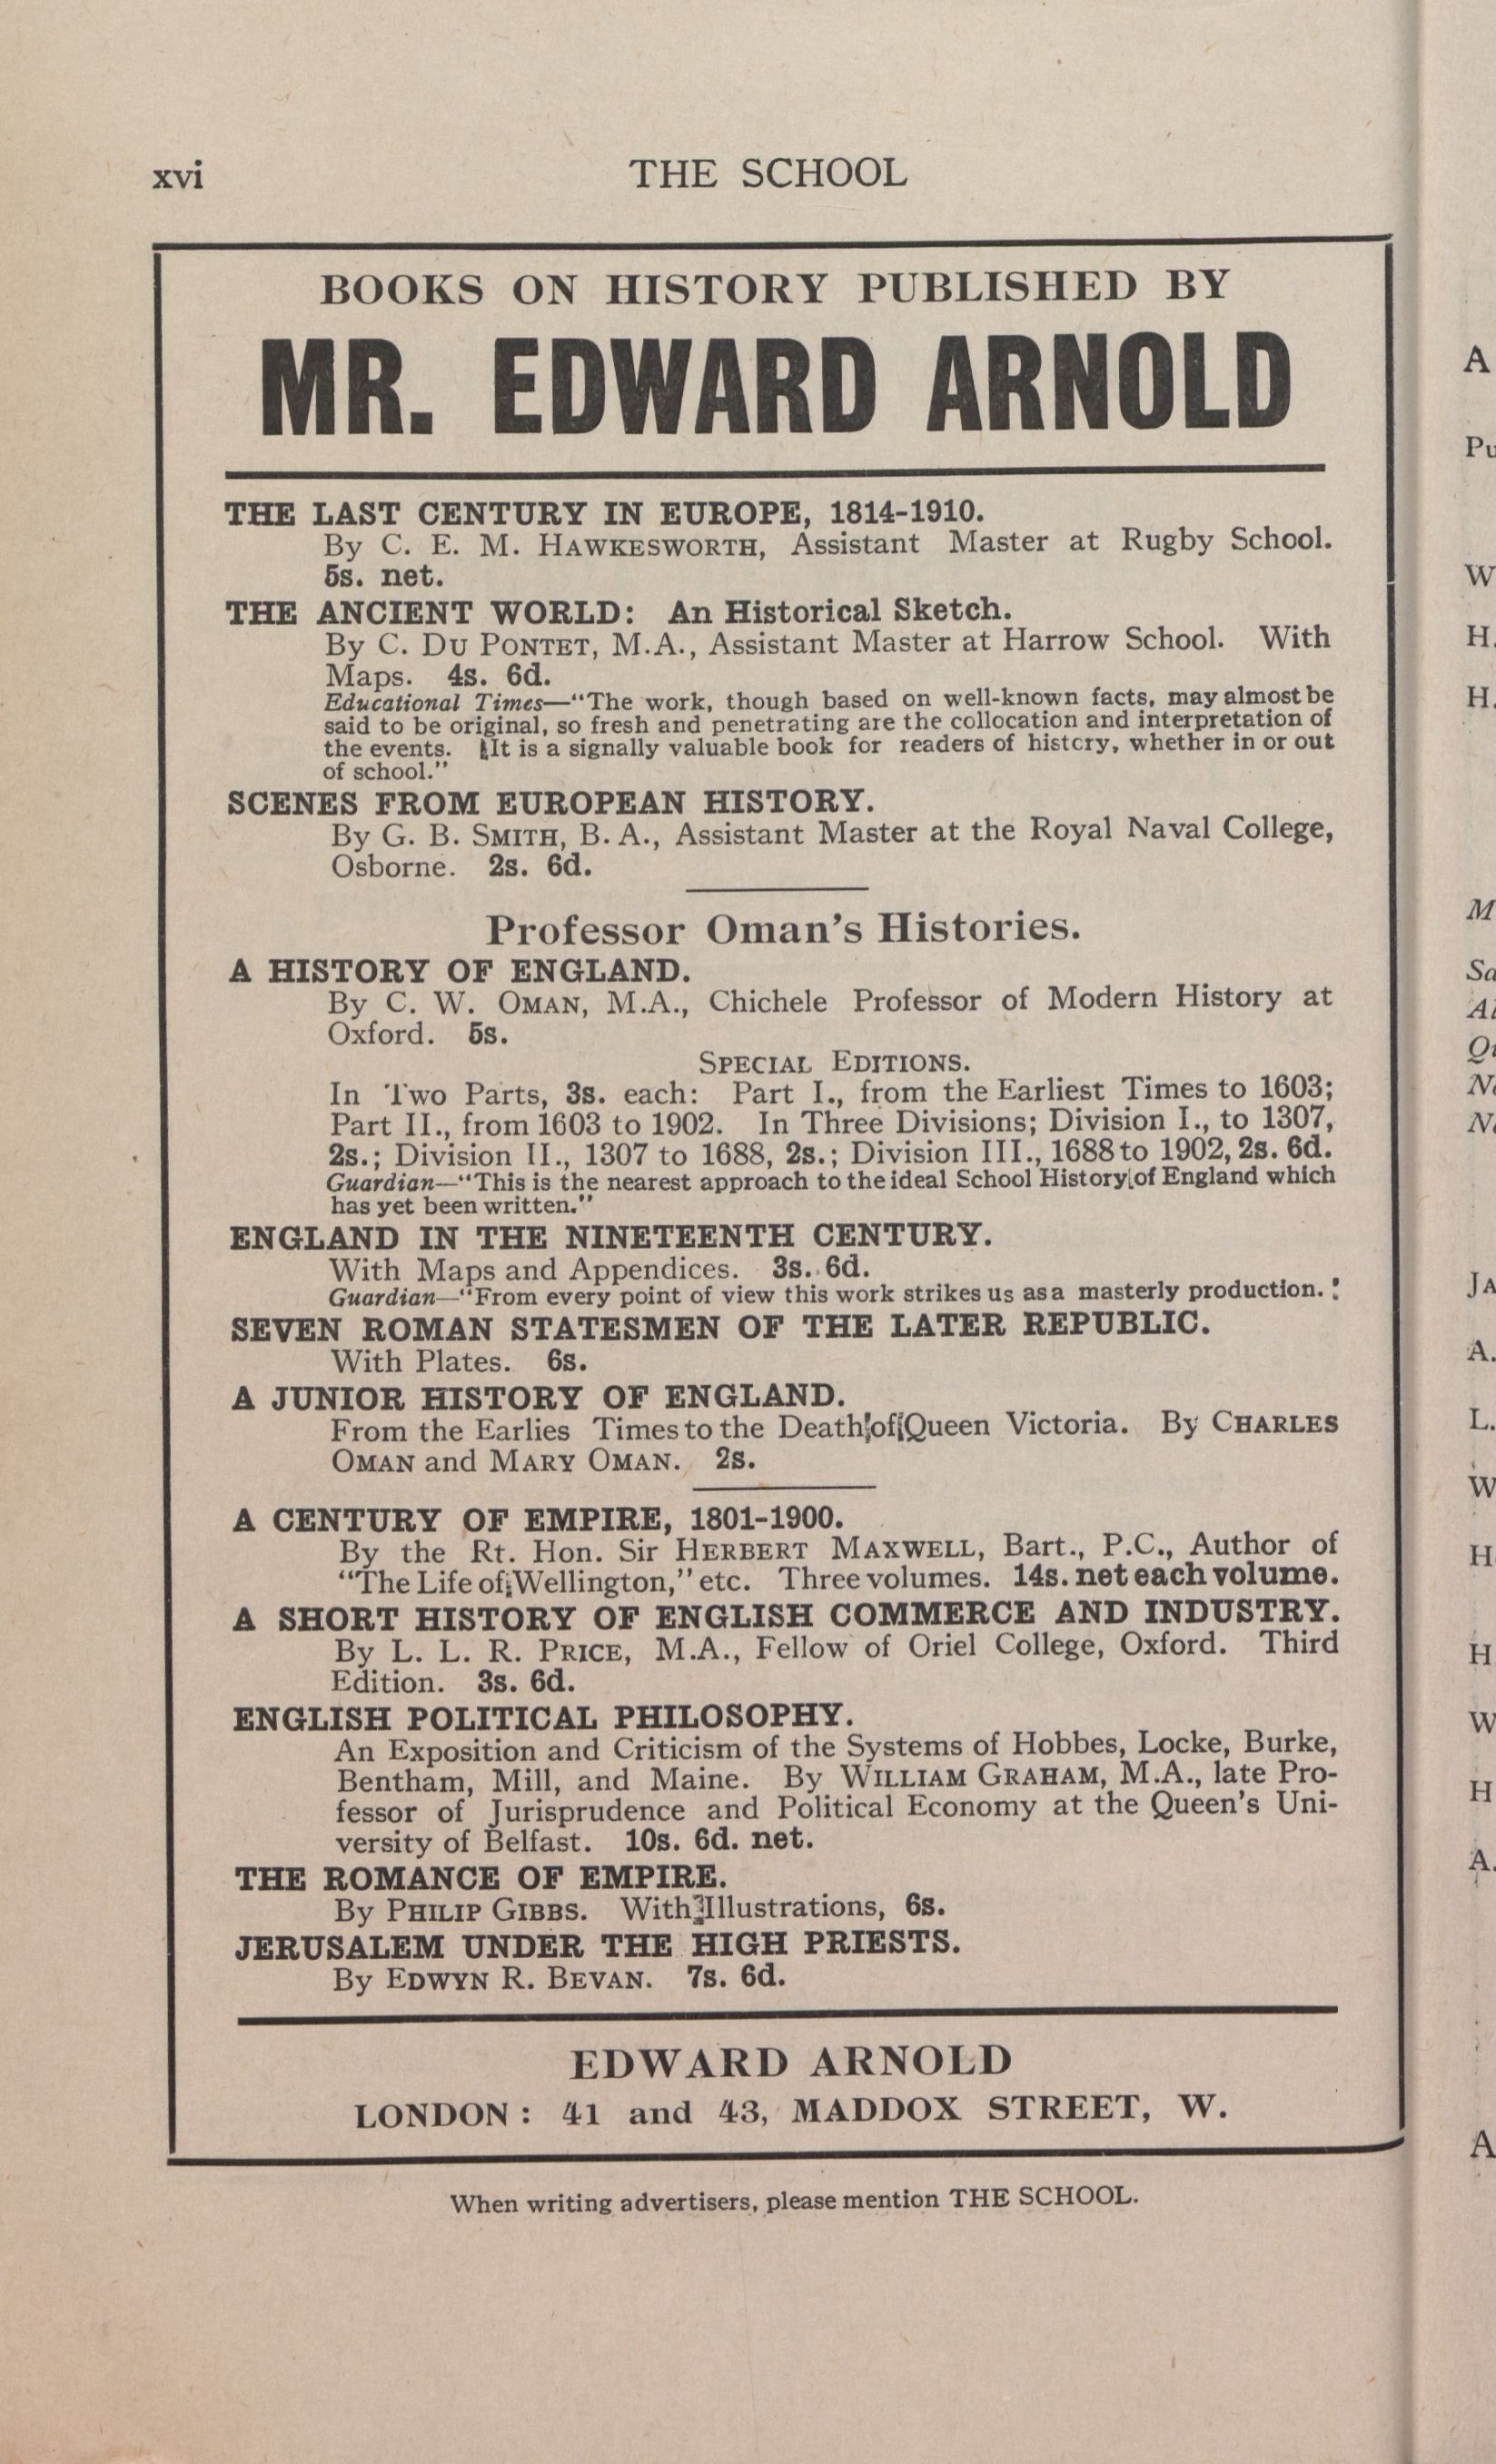 xvi THE SCHOOL
BOOKS ON HISTORY PUBLISHED BY
MR. EDWARD ARNOLD
THE LAST CENTURY IN EUROPE, 1814-1910.
By C. E. M. HAWKESWORTH, Assistant Master at Rugby School.
5s. net.
THE ANCIENT WORLD: An Historical Sketch.
By C. DU PONTET, M.A., Assistant Master at Harrow School. With
Maps. 4s. 6d.
Educational Times—"The work, though based on well-known facts, may almost be
said to be original, so fresh and penetrating are the collocation and interpretation of
the events. It is a signally valuable book for readers of histcry, whether in or out
of school."
SCENES FROM EUROPEAN HISTORY.
By G. B. SMITH, B.A., Assistant Master at the Royal Naval College,
Osborne. 2s. 6d.
Professor Oman's Histories.
A HISTORY OF ENGLAND.
By C. W. OMAN, M.A., Chichele Professor of Modern History at
Oxford. 5s.
SPECIAL EDITIONS.
In Two Parts, 3s. each: Part I., from the Earliest Times to 1603;
Part II., from 1603 to 1902. In Three Divisions; Division I., to 1307,
2s.; Division II., 1307 to 1688, 2s.; Division III., 1688 to 1902, 2s. 6d.
Guardian—"This is the nearest approach to the ideal School History of England which
has yet been written."
ENGLAND IN THE NINETEENTH CENTURY.
With Maps and Appendices. 3s. 6d.
Guardian—"From every point of view this work strikes us as a masterly production."
SEVEN ROMAN STATESMEN OF THE LATER REPUBLIC.
With Plates. 6s.
A JUNIOR HISTORY OF ENGLAND.
From the Earlies Times to the Death of Queen Victoria. By CHARLES
OMAN and MARY OMAN. 2s.
A CENTURY OF EMPIRE, 1801-1900.
By the Rt. Hon. Sir HERBERT MAXWELL, Bart., P.C., Author of
"The Life of Wellington," etc. Three volumes. 14s. net each volume.
A SHORT HISTORY OF ENGLISH COMMERCE AND INDUSTRY.
By L. L. R. PRICE, M.A., Fellow of Oriel College, Oxford. Third
Edition. 3s. 6d.
ENGLISH POLITICAL PHILOSOPHY.
An Exposition and Criticism of the Systems of Hobbes, Locke, Burke,
Bentham, Mill, and Maine. By WILLIAM GRAHAM, M.A., late Pro-
fessor of Jurisprudence and Political Economy at the Queen's Uni-
versity of Belfast. 10s. 6d. net.
THE ROMANCE OF EMPIRE.
By PHILIP GIBBS. With Illustrations, 6s.
JERUSALEM UNDER THE HIGH PRIESTS.
By EDWYN R. BEVAN. 7s. 6d.
EDWARD ARNOLD
LONDON: 41 and 43, MADDOX STREET, W.
When writing advertisers, please mention THE SCHOOL.